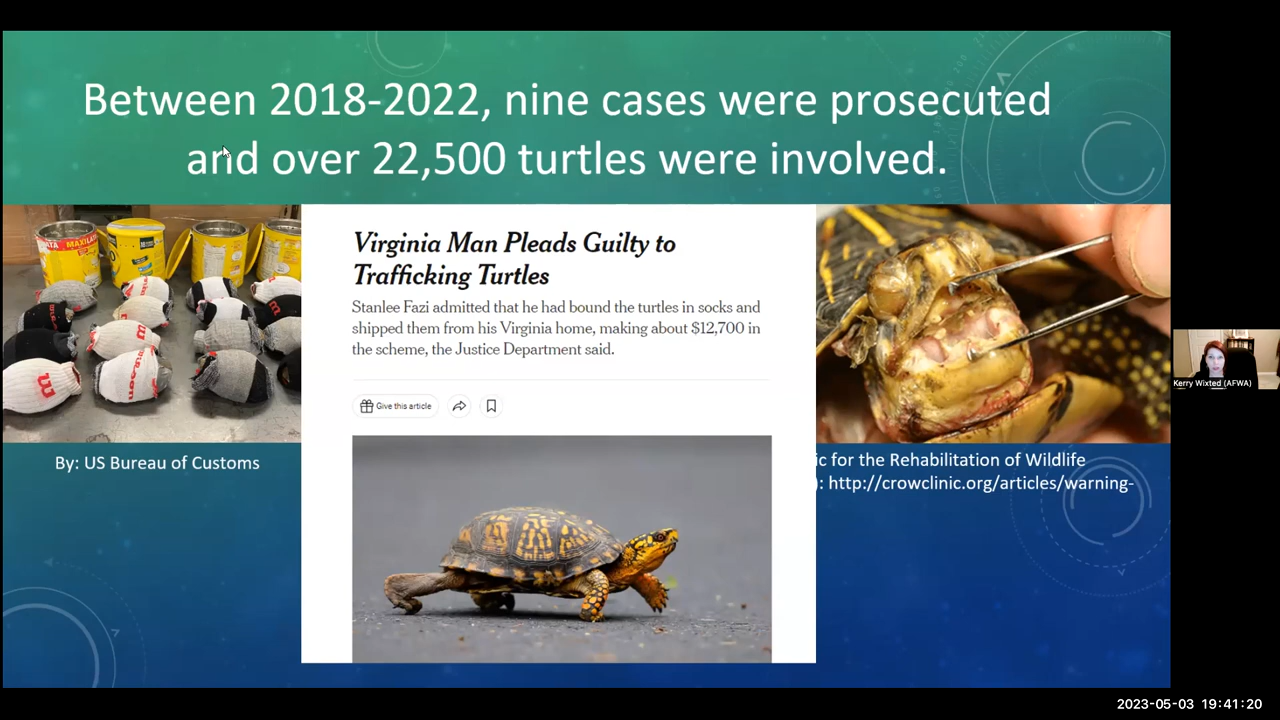 Between 2018-2022, nine cases were prosecuted
and over 22,500 turtles were involved.
MAXI
Virginia Man Pleads Guilty to
Trafficking Turtles
Stanlee Fazi admitted that he had bound the turtles in socks and
shipped them from his Virginia home, making about $12,700 in
the scheme, the Justice Department said.
Give this article
By: US Bureau of Customs
ic for the Rehabilitation of Wildlife
): http://crowclinic.org/articles/warning-
Kerry Wixted (AFWA)
2023-05-03 19:41:20